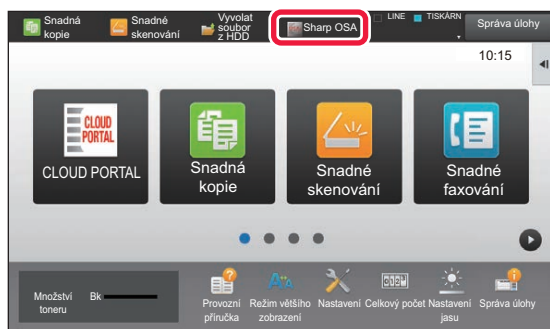 Snadná
kopie
Snadné
skenování
Vyvolat
soubor
z HDD
Sharp OSA
LINE
TISKÁRN
Správa úlohy
10:15
CLOUD
PORTAL
CLOUD PORTAL
Snadná
kopie
Snadné
skenování
Snadné
faxování
Množství
toneru
Bk
Provozní
příručka
Režim většího
zobrazení
Nastavení
Celkový počet
Nastavení
jasu
Správa úlohy